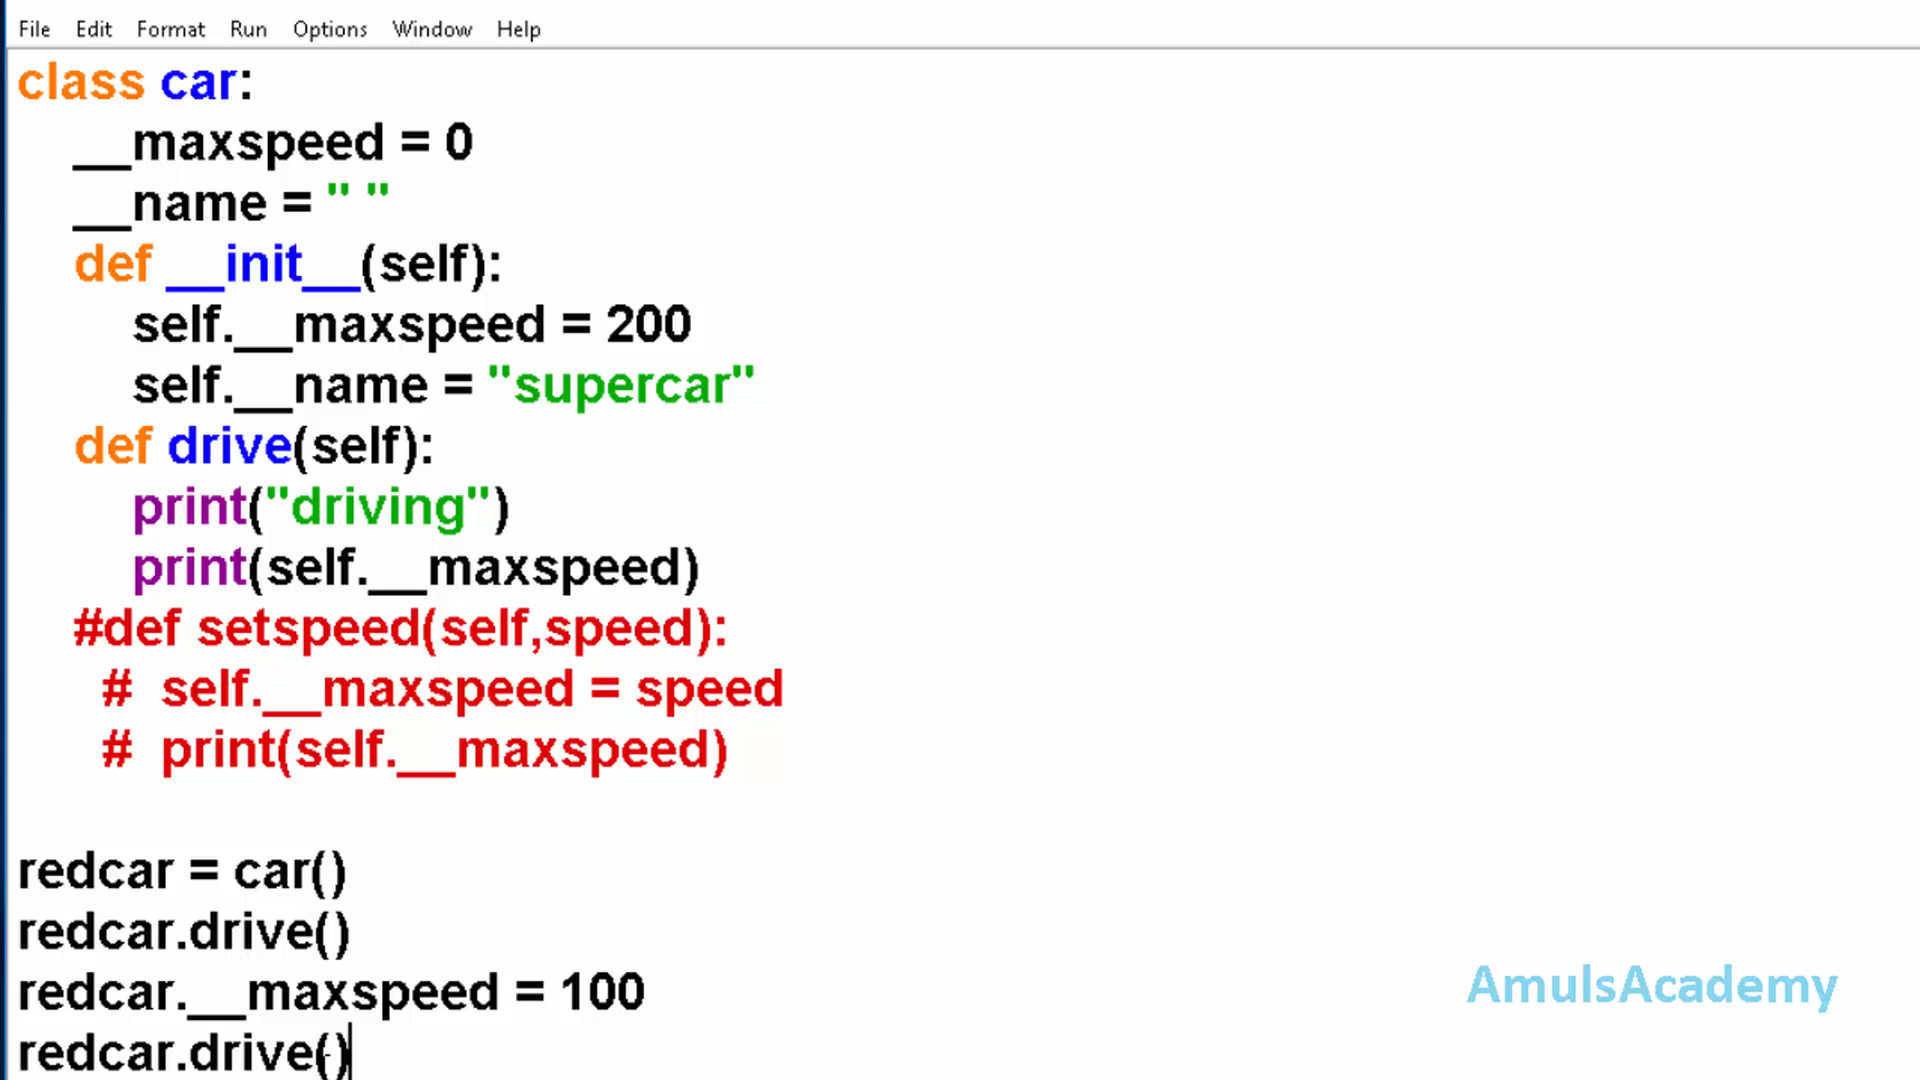 File Edit Format Run Options Window Help
class car:
    __maxspeed = 0
    __name = " "
    def __init__(self):
        self.__maxspeed = 200
        self.__name = "supercar"
    def drive(self):
        print("driving")
        print(self.__maxspeed)
    #def setspeed(self,speed):
      #  self.__maxspeed = speed
      #  print(self.__maxspeed)
redcar = car()
redcar.drive()
redcar.__maxspeed = 100
redcar.drive()
AmulsAcademy